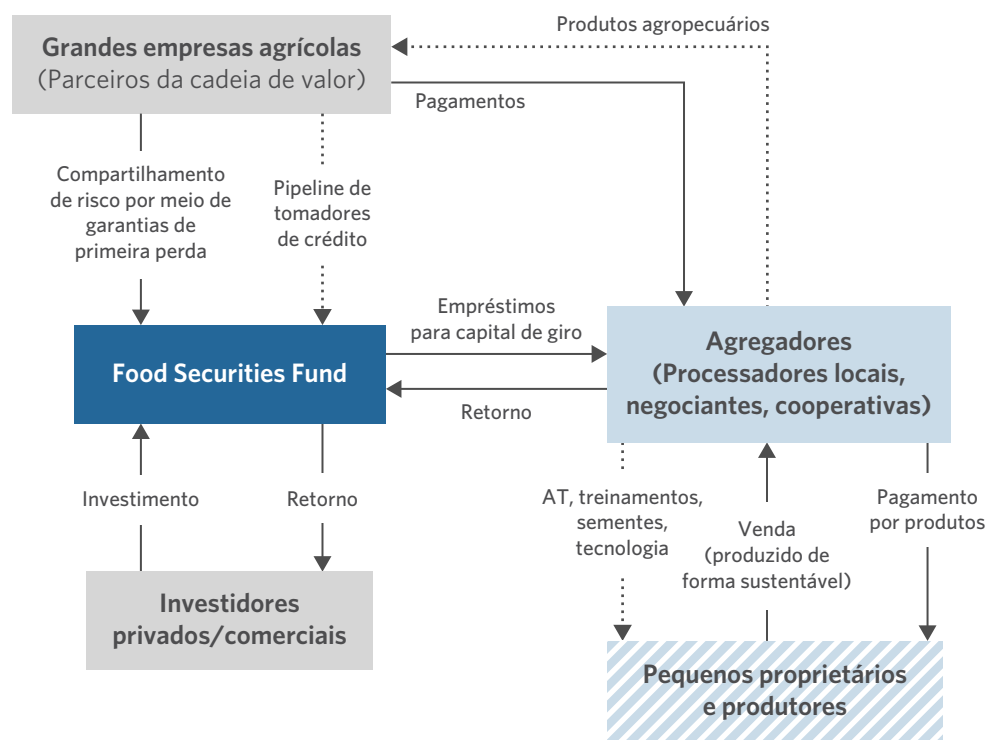 Produtos agropecuários
Grandes empresas agrícolas
(Parceiros da cadeia de valor)
Pagamentos
Compartilhamento
de risco por meio de
garantias de
primeira perda
Pipeline de
tomadores
de crédito
Empréstimos
para capital de giro
Food Securities Fund
Agregadores
(Processadores locais,
negociantes, cooperativas)
Retorno
Investimento
Retorno
AT, treinamentos,
sementes,
tecnologia
Venda
(produzido de
forma sustentável)
Pagamento
por produtos
Investidores
privados/comerciais
Pequenos proprietários
e produtores